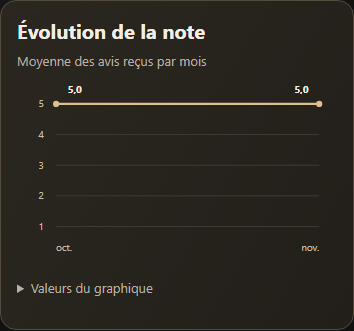 Évolution de la note
Moyenne des avis reçus par mois
5,0 5,0
5
4
3
2
1
oct. nov.
Valeurs du graphique